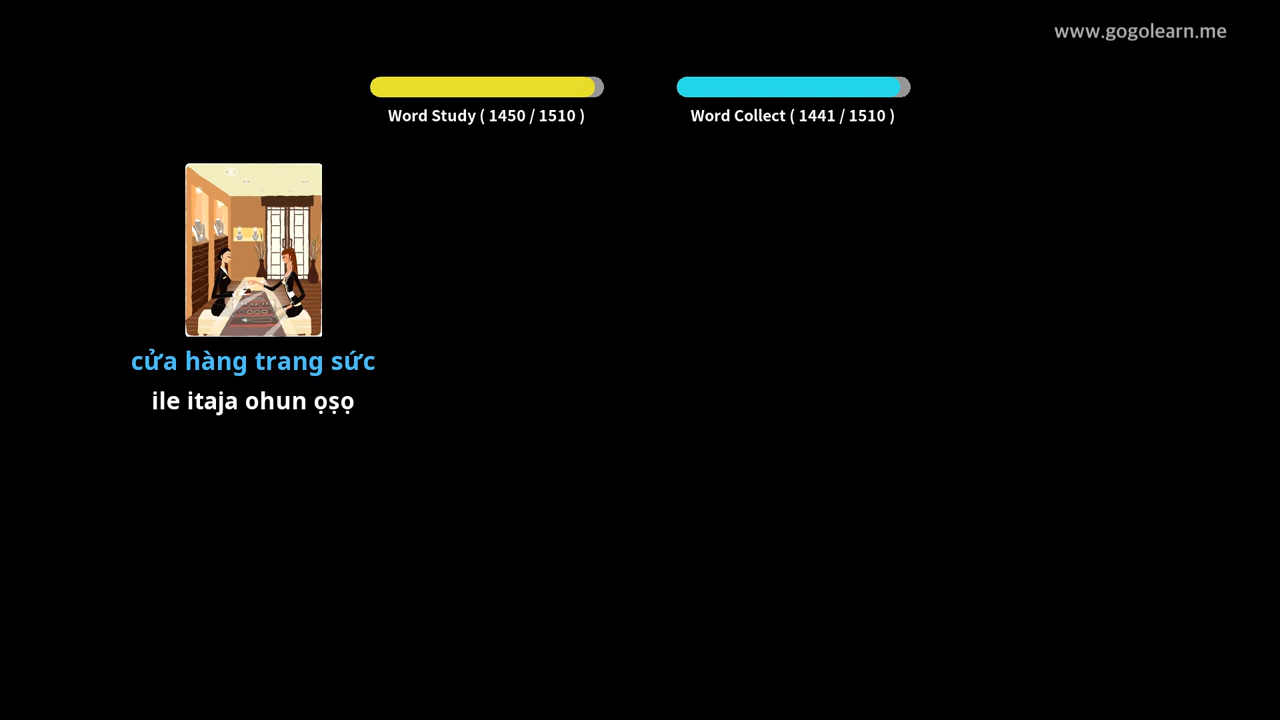 www.gogolearn.me
Word Study ( 1450 / 1510 )
Word Collect ( 1441 / 1510 )
cửa hàng trang sức
ile itaja ohun ọṣọ